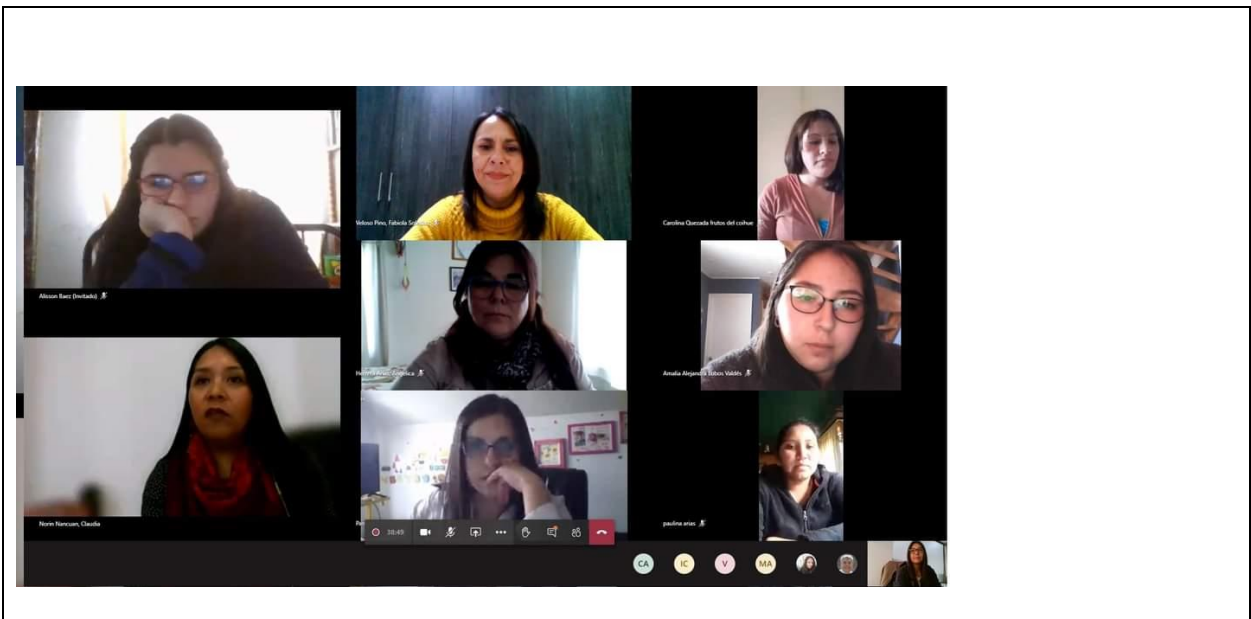 Alisson Baez (Invitado)
Veloso Pino, Fabiola
Carolina Quezada frutos del coihue
Amalia Alejandra Bobos Valdés
Norin Nancuan, Claudia
paulina arias
38:49
CA
IC
V
MA